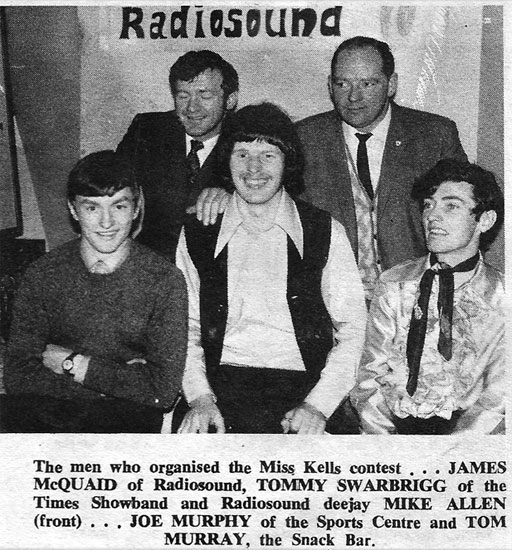 Radiosound
The men who organised the Miss Kells contest . . . JAMES
McQUAID of Radiosound, TOMMY SWARBRIGG of the
Times Showband and Radiosound deejay MIKE ALLEN
(front) . . . JOE MURPHY of the Sports Centre and TOM
MURRAY, the Snack Bar.